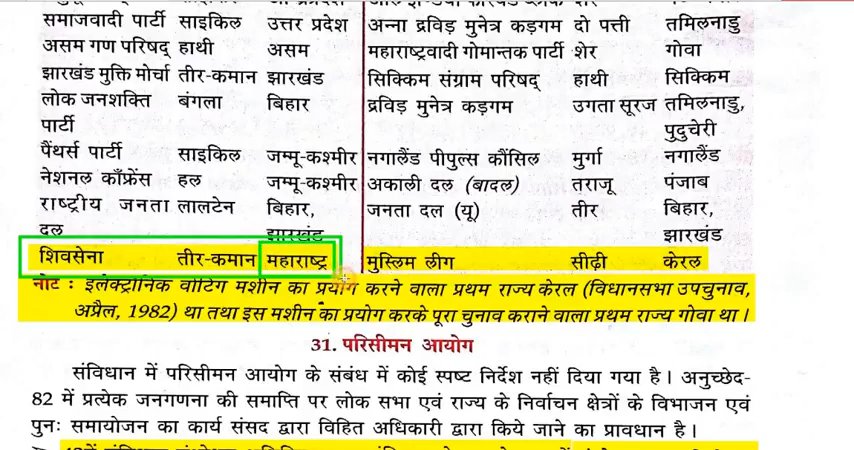 समाजवादी पार्टी साइकिल उत्तर प्रदेश अन्ना द्रविड़ मुनेत्र कड़गम दो पत्ती तमिलनाडु
असम गण परिषद् हाथी असम महाराष्ट्रवादी गोमान्तक पार्टी शेर गोवा
झारखंड मुक्ति मोर्चा तीर-कमान झारखंड सिक्किम संग्राम परिषद् हाथी सिक्किम
लोक जनशक्ति बंगला बिहार द्रविड़ मुनेत्र कड़गम उगता सूरज तमिलनाडु,
पार्टी पुदुचेरी
पैंथर्स पार्टी साइकिल जम्मू-कश्मीर नगालैंड पीपुल्स कौंसिल मुर्गा नगालैंड
नेशनल कॉंफ्रेंस हल जम्मू-कश्मीर अकाली दल (बादल) तराजू पंजाब
राष्ट्रीय जनता लालटेन बिहार, जनता दल (यू) तीर बिहार,
दल झारखंड झारखंड
शिवसेना तीर-कमान महाराष्ट्र मुस्लिम लीग सीढ़ी केरल
नोट : इलेक्ट्रॉनिक वोटिंग मशीन का प्रयोग करने वाला प्रथम राज्य केरल (विधानसभा उपचुनाव,
अप्रैल, 1982) था तथा इस मशीन का प्रयोग करके पूरा चुनाव कराने वाला प्रथम राज्य गोवा था।
31. परिसीमन आयोग
संविधान में परिसीमन आयोग के संबंध में कोई स्पष्ट निर्देश नहीं दिया गया है। अनुच्छेद-
82 में प्रत्येक जनगणना की समाप्ति पर लोक सभा एवं राज्य के निर्वाचन क्षेत्रों के विभाजन एवं
पुनः समायोजन का कार्य संसद द्वारा विहित अधिकारी द्वारा किये जाने का प्रावधान है।